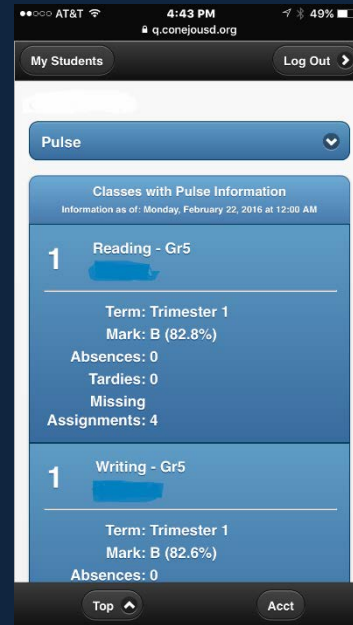 AT&T 4:43 PM 49%
q.conejousd.org
My Students Log Out
Pulse
Classes with Pulse Information
Information as of: Monday, February 22, 2016 at 12:00 AM
1 Reading - Gr5
Term: Trimester 1
Mark: B (82.8%)
Absences: 0
Tardies: 0
Missing
Assignments: 4
1 Writing - Gr5
Term: Trimester 1
Mark: B (82.6%)
Absences: 0
Top Acct